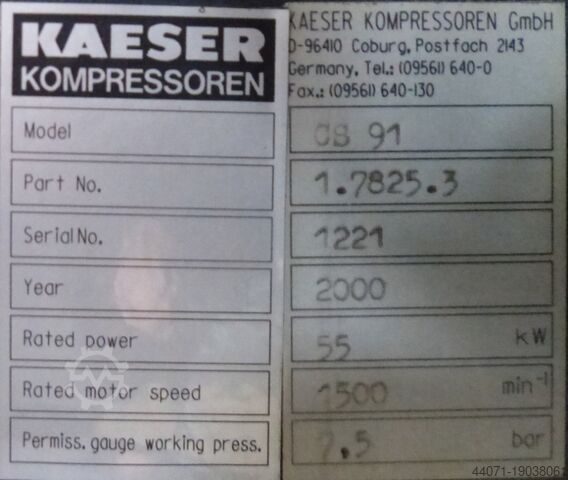 KAESER
KOMPRESSOREN
KAESER KOMPRESSOREN GmbH
D-96410 Coburg, Postfach 2143
Germany, Tel.: (09561) 640-0
Fax.: (09561) 640-130
Model CS 91
Part No. 1.7825.3
Serial No. 1221
Year 2000
Rated power 55 kW
Rated motor speed 1500 min⁻¹
Permiss. gauge working press. 7.5 bar
44071-19038061